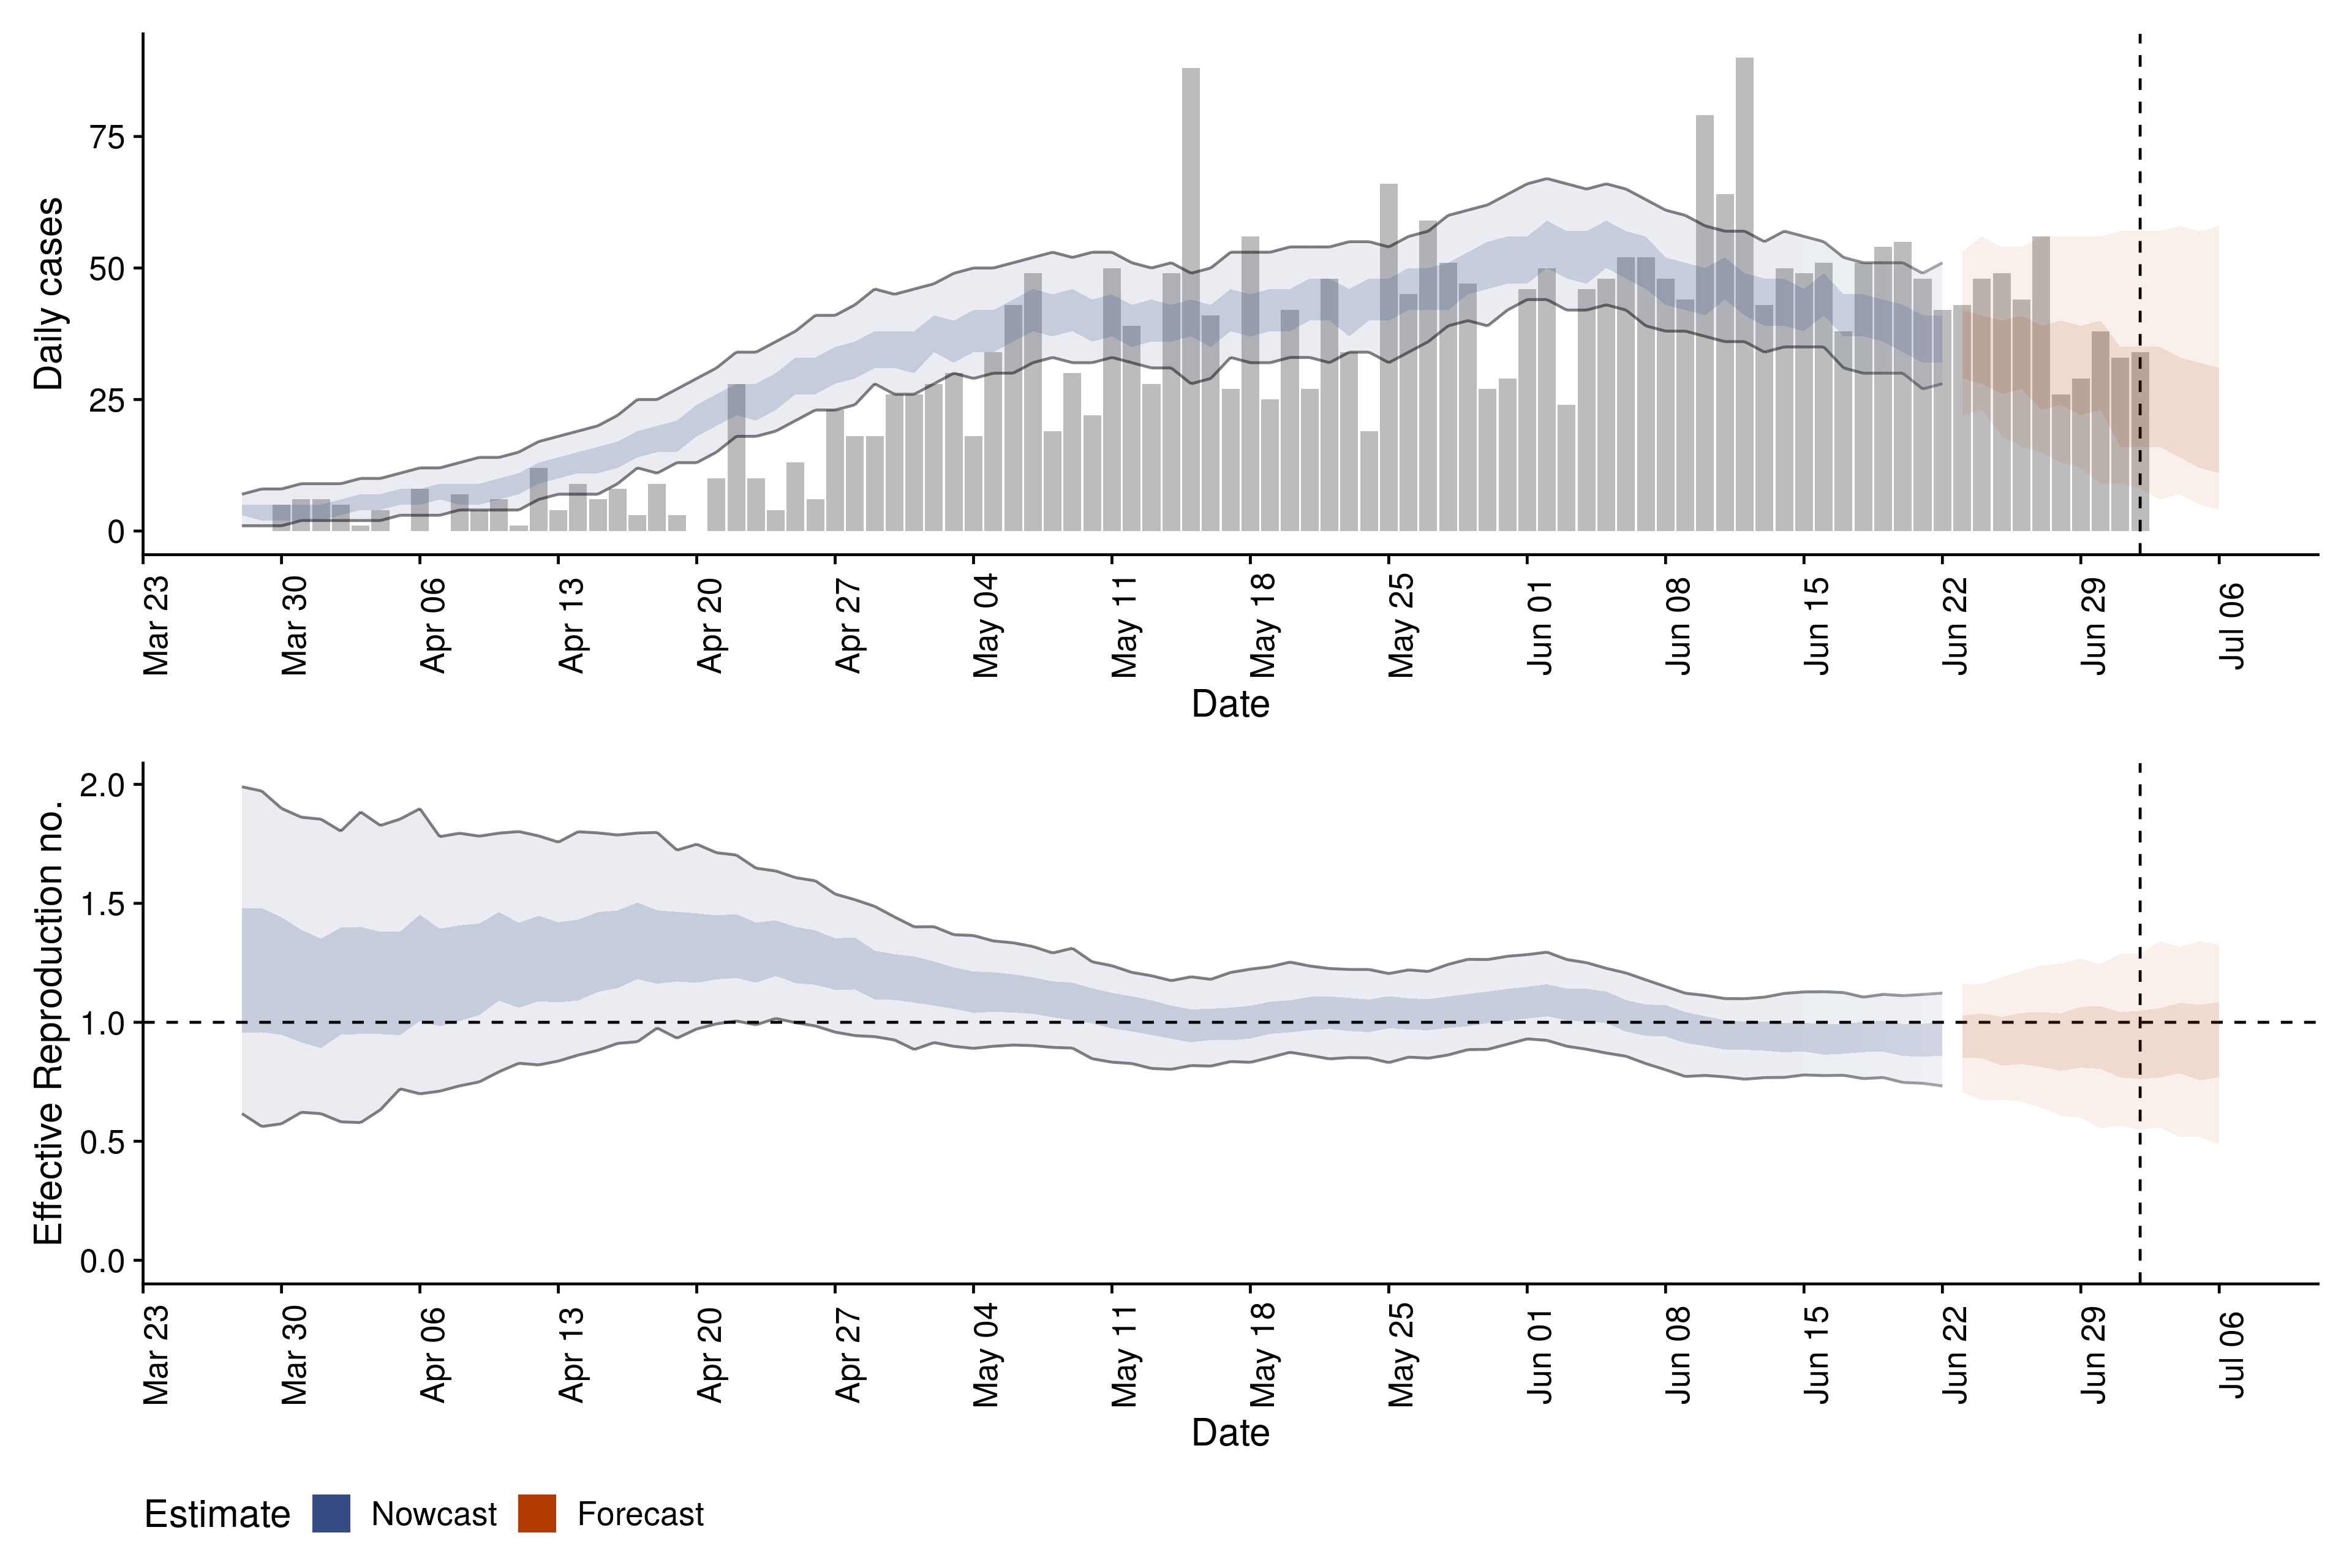 Daily cases
75
50
25
0
Mar 23
Mar 30
Apr 06
Apr 13
Apr 20
Apr 27
May 04
May 11
May 18
May 25
Jun 01
Jun 08
Jun 15
Jun 22
Jun 29
Jul 06
Date
Effective Reproduction no.
2.0
1.5
1.0
0.5
0.0
Mar 23
Mar 30
Apr 06
Apr 13
Apr 20
Apr 27
May 04
May 11
May 18
May 25
Jun 01
Jun 08
Jun 15
Jun 22
Jun 29
Jul 06
Date
Estimate Nowcast Forecast